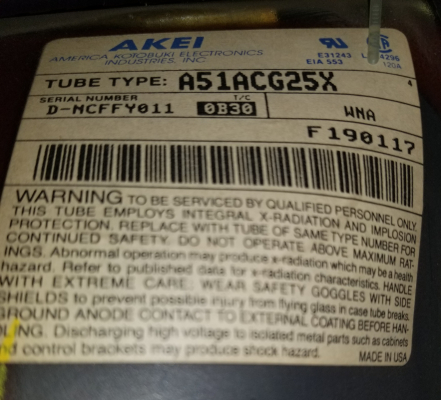 AKEI
AMERICA KOTOBUKI ELECTRONICS
INDUSTRIES, INC
E31243
EIA 553
4296
120A
TUBE TYPE: A51ACG25X
4
SERIAL NUMBER
T/C
D-MCFFY011
0B30
WNA
F190117
WARNING TO BE SERVICED BY QUALIFIED PERSONNEL ONLY.
THIS TUBE EMPLOYS INTEGRAL X-RADIATION AND IMPLOSION
PROTECTION. REPLACE WITH TUBE OF SAME TYPE NUMBER FOR
CONTINUED SAFETY. DO NOT OPERATE ABOVE MAXIMUM RAT-
INGS. Abnormal operation may produce x-radiation which may be a health
hazard. Refer to published data for x-radiation characteristics. HANDLE
WITH EXTREME CARE: WEAR SAFETY GOGGLES WITH SIDE
SHIELDS to prevent possible injury from flying glass in case tube breaks.
GROUND ANODE CONTACT TO EXTERNAL COATING BEFORE HAN-
DLING. Discharging high voltage to isolated metal parts such as cabinets
and control brackets may produce shock hazard.
MADE IN USA